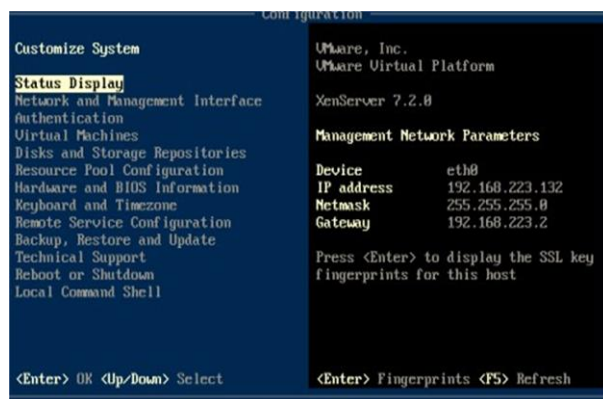 Configuration
Customize System
Status Display
Network and Management Interface
Authentication
Virtual Machines
Disks and Storage Repositories
Resource Pool Configuration
Hardware and BIOS Information
Keyboard and Timezone
Remote Service Configuration
Backup, Restore and Update
Technical Support
Reboot or Shutdown
Local Command Shell
<Enter> OK <Up/Down> Select
VMware, Inc.
VMware Virtual Platform
XenServer 7.2.0
Management Network Parameters
Device eth0
IP address 192.168.223.132
Netmask 255.255.255.0
Gateway 192.168.223.2
Press <Enter> to display the SSL key
fingerprints for this host
<Enter> Fingerprints <F5> Refresh